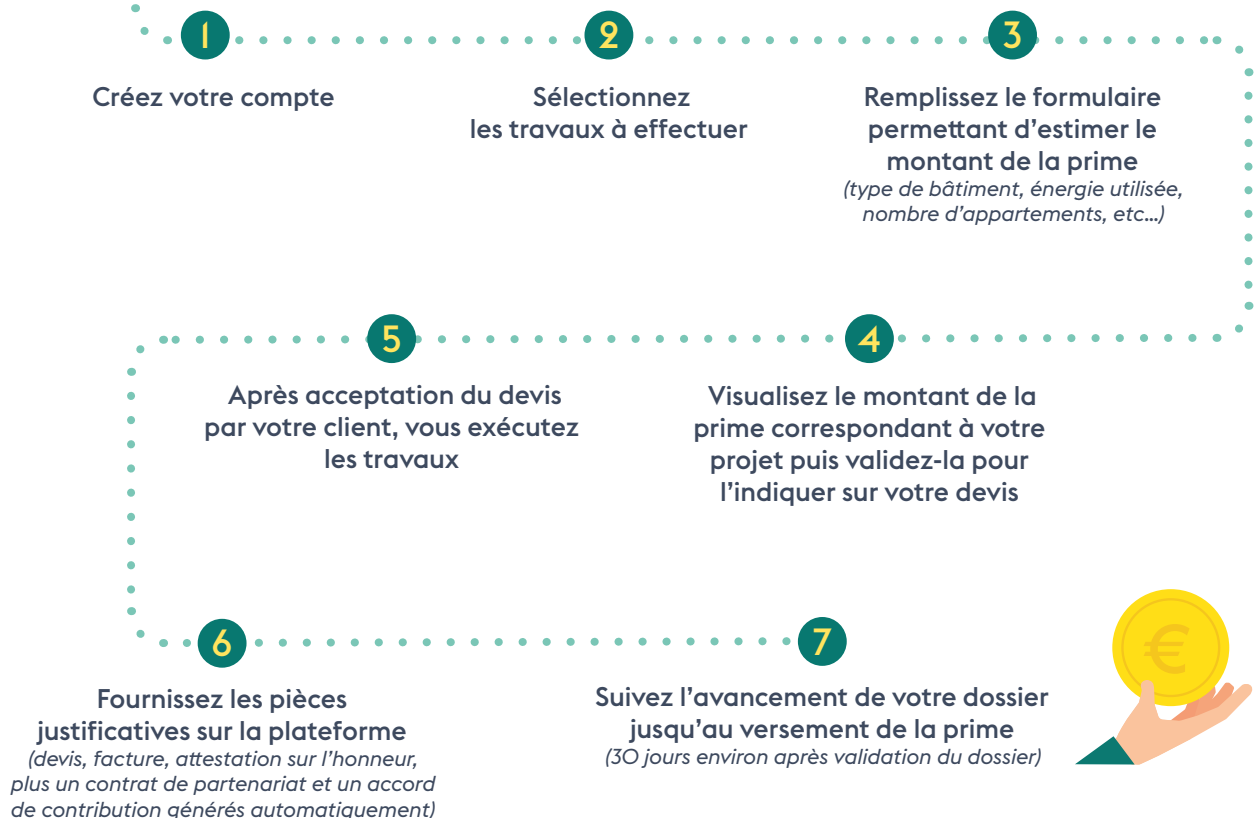 1
Créez votre compte
2
Sélectionnez
les travaux à effectuer
3
Remplissez le formulaire
permettant d'estimer le
montant de la prime
(type de bâtiment, énergie utilisée,
nombre d'appartements, etc...)
4
Visualisez le montant de la
prime correspondant à votre
projet puis validez-la pour
l'indiquer sur votre devis
5
Après acceptation du devis
par votre client, vous exécutez
les travaux
6
Fournissez les pièces
justificatives sur la plateforme
(devis, facture, attestation sur l'honneur,
plus un contrat de partenariat et un accord
de contribution générés automatiquement)
7
Suivez l'avancement de votre dossier
jusqu'au versement de la prime
(30 jours environ après validation du dossier)
€